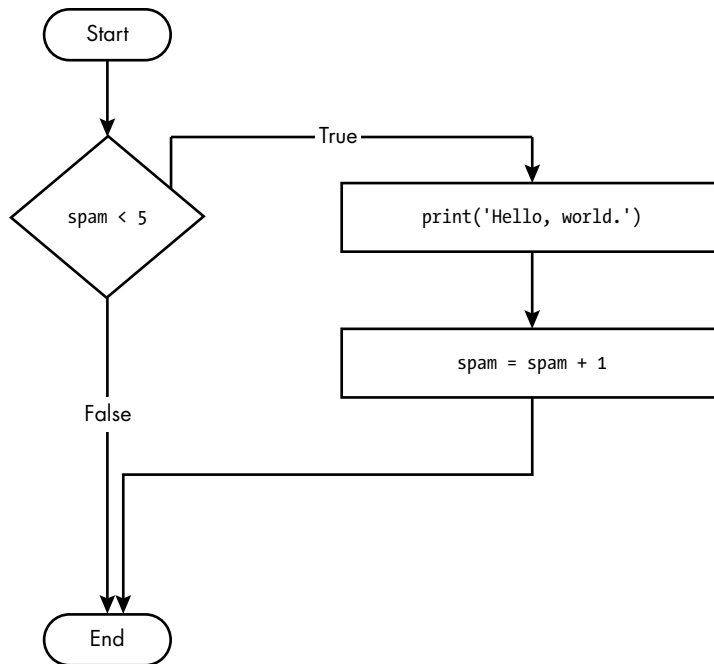 Start
True
spam < 5
print('Hello, world.')
spam = spam + 1
False
End